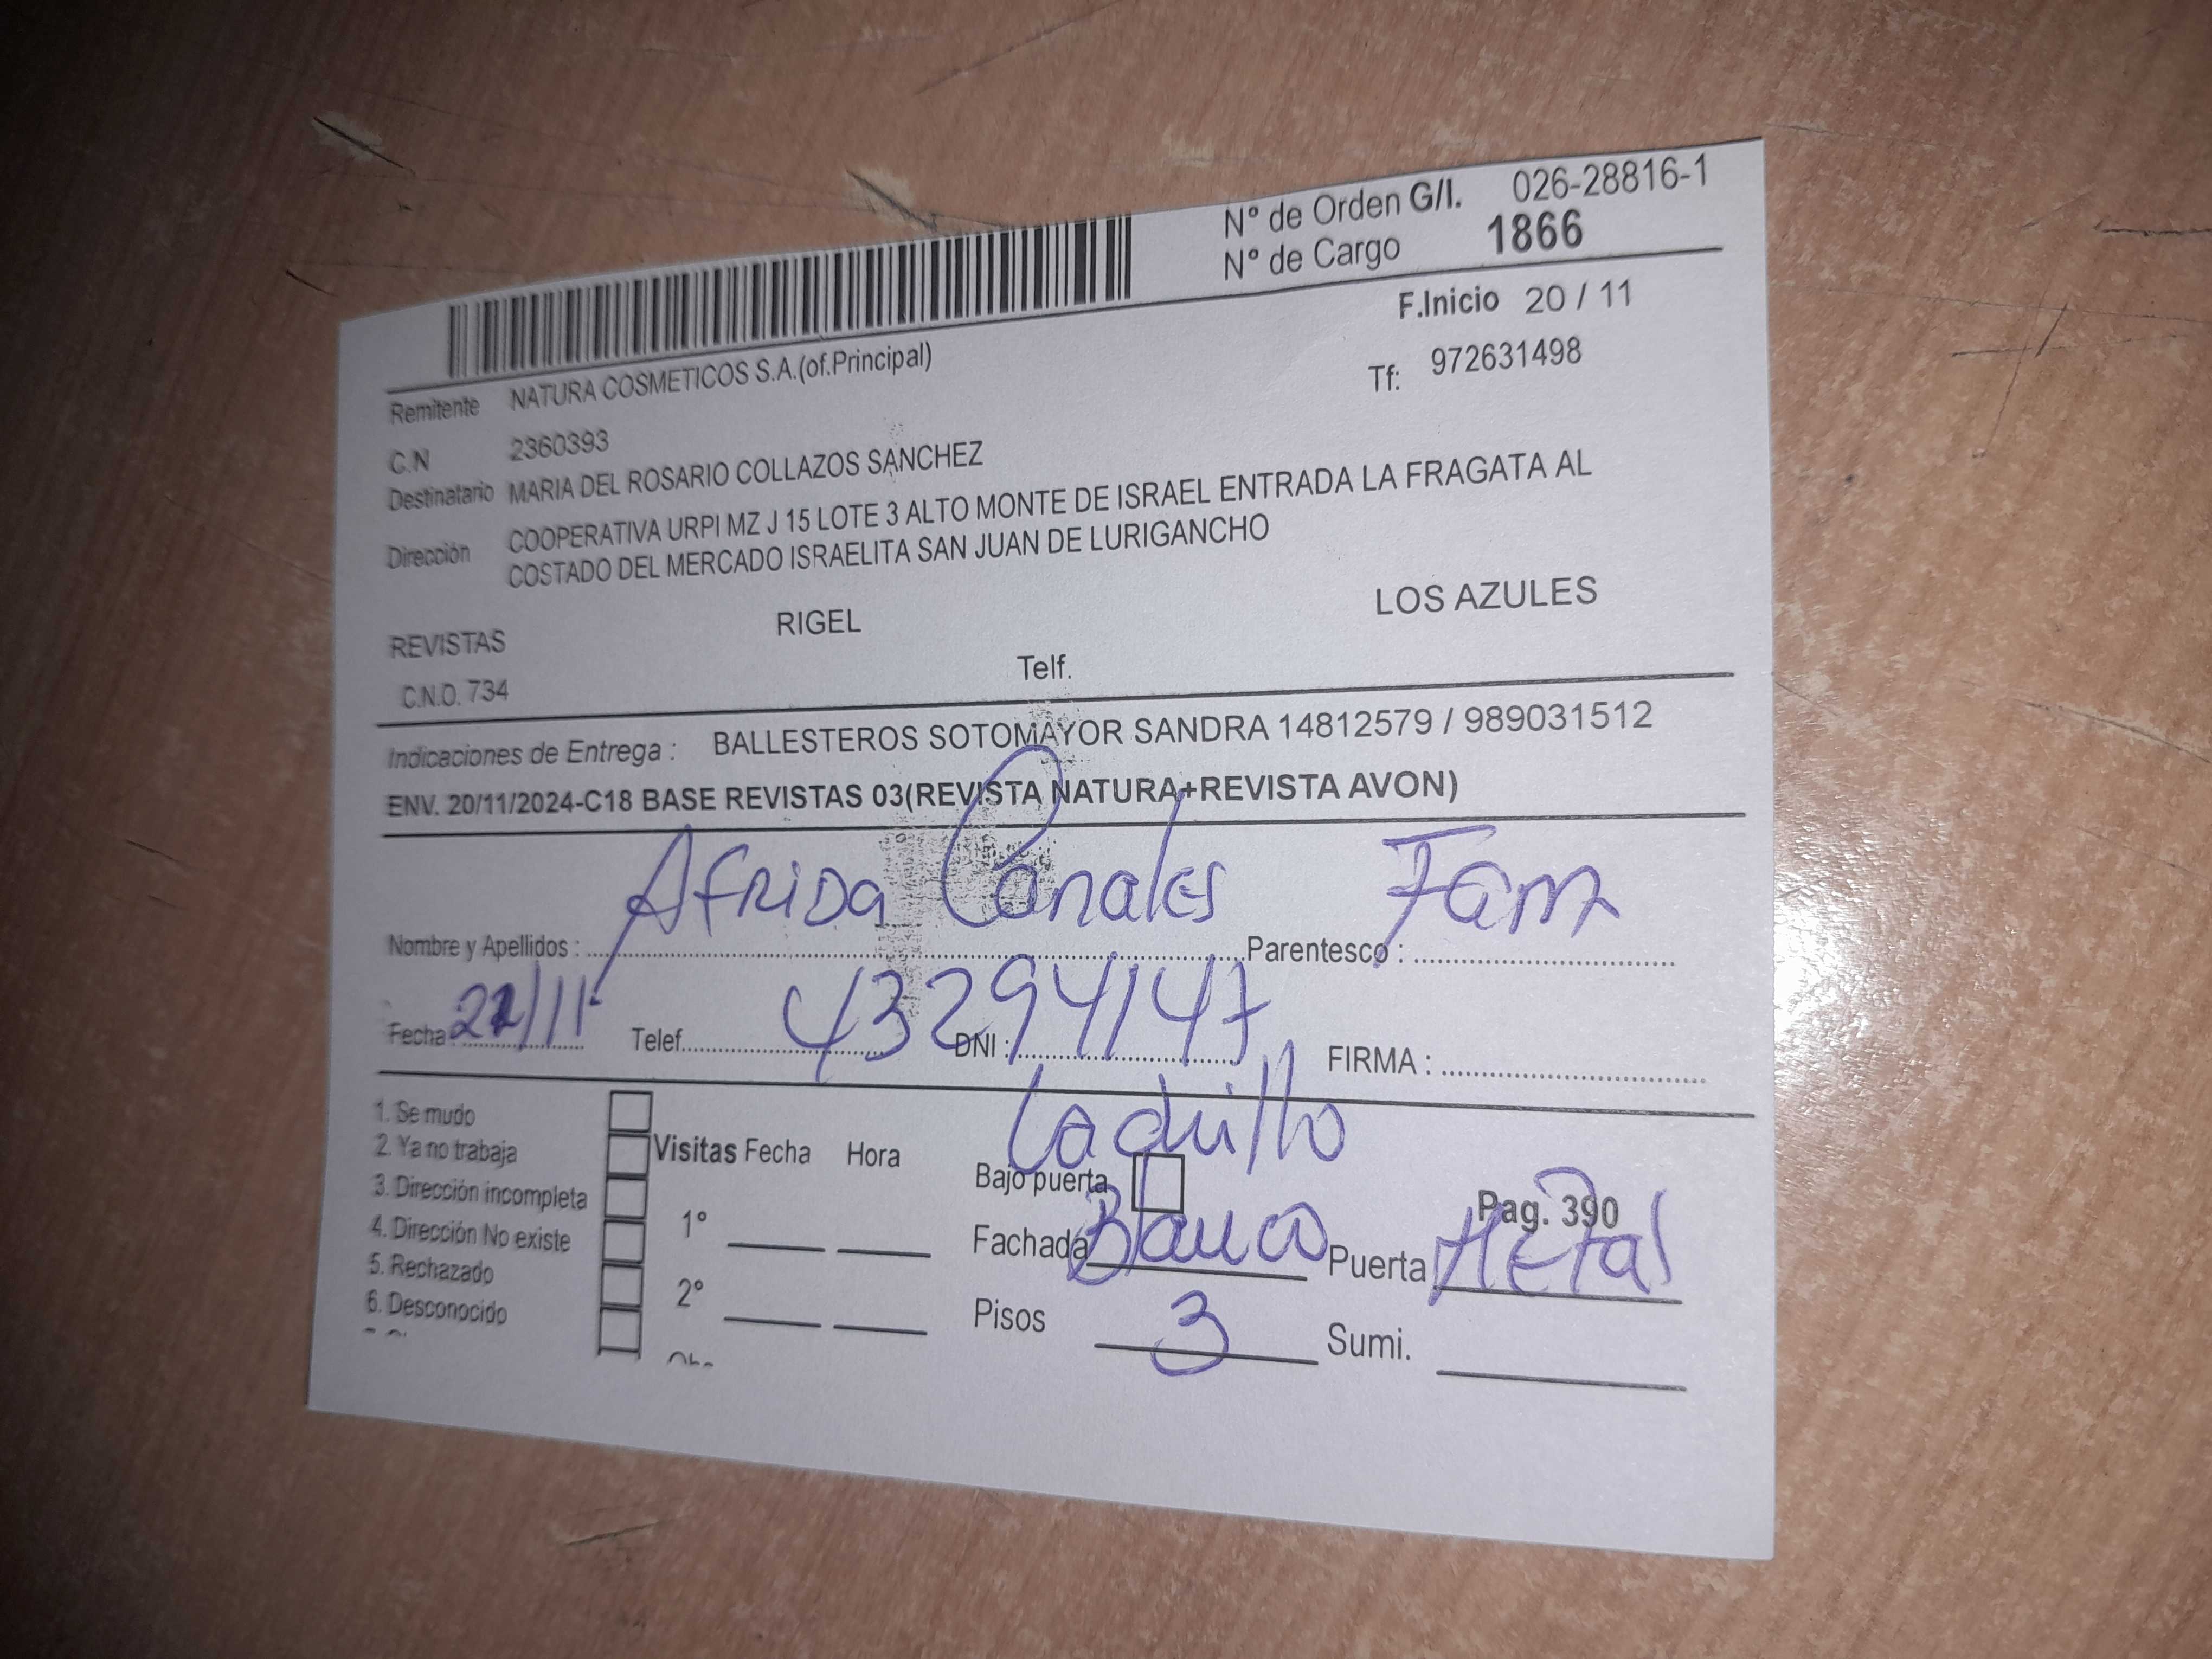 N° de Orden G/I. 026-28816-1
N° de Cargo 1866
F.Inicio 20 / 11
Remitente NATURA COSMETICOS S.A.(of.Principal)
Tf: 972631498
C.N 2360393
Destinatario MARIA DEL ROSARIO COLLAZOS SANCHEZ
Dirección COOPERATIVA URPI MZ J 15 LOTE 3 ALTO MONTE DE ISRAEL ENTRADA LA FRAGATA AL
COSTADO DEL MERCADO ISRAELITA SAN JUAN DE LURIGANCHO
REVISTAS RIGEL LOS AZULES
C.N.O. 734 Telf.
Indicaciones de Entrega : BALLESTEROS SOTOMAYOR SANDRA 14812579 / 989031512
ENV. 20/11/2024-C18 BASE REVISTAS 03(REVISTA NATURA+REVISTA AVON)
Nombre y Apellidos : Afrida Canales Parentesco : Fam
Fecha : /11 Telef. DNI : 43294147 FIRMA :
1. Se mudo
2. Ya no trabaja
3. Dirección incompleta
4. Dirección No existe
5. Rechazado
6. Desconocido
Visitas Fecha Hora
1°
2°
Ladrillo
Bajo puerta Pag. 390
Fachada Blanco Puerta Metal
Pisos 3 Sumi.